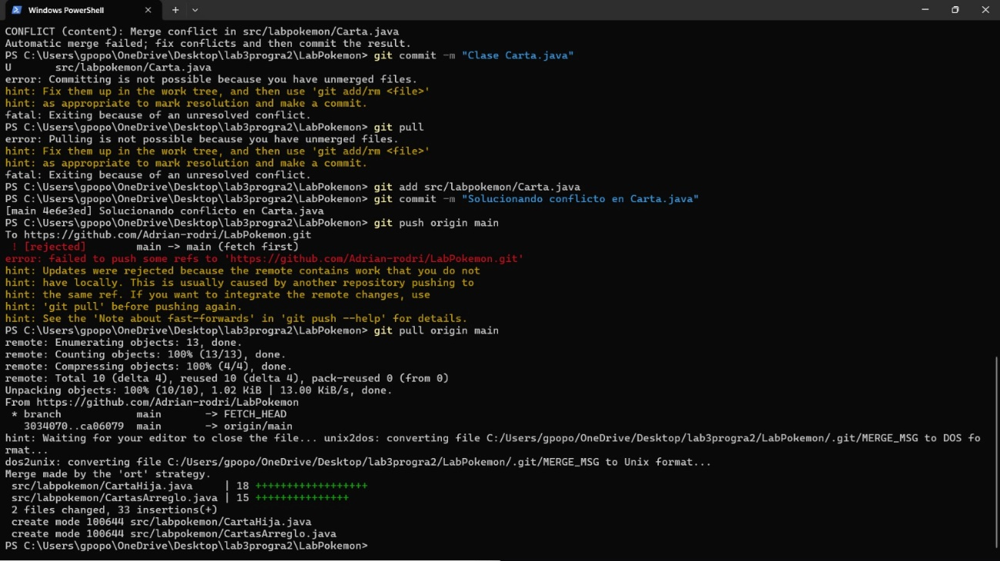 Windows PowerShell
CONFLICT (content): Merge conflict in src/labpokemon/Carta.java
Automatic merge failed; fix conflicts and then commit the result.
PS C:\Users\gpopo\OneDrive\Desktop\lab3progra2\LabPokemon> git commit -m "Clase Carta.java"
U       src/labpokemon/Carta.java
error: Committing is not possible because you have unmerged files.
hint: Fix them up in the work tree, and then use 'git add/rm <file>'
hint: as appropriate to mark resolution and make a commit.
fatal: Exiting because of an unresolved conflict.
PS C:\Users\gpopo\OneDrive\Desktop\lab3progra2\LabPokemon> git pull
error: Pulling is not possible because you have unmerged files.
hint: Fix them up in the work tree, and then use 'git add/rm <file>'
hint: as appropriate to mark resolution and make a commit.
fatal: Exiting because of an unresolved conflict.
PS C:\Users\gpopo\OneDrive\Desktop\lab3progra2\LabPokemon> git add src/labpokemon/Carta.java
PS C:\Users\gpopo\OneDrive\Desktop\lab3progra2\LabPokemon> git commit -m "Solucionando conflicto en Carta.java"
[main 4e6e3ed] Solucionando conflicto en Carta.java
PS C:\Users\gpopo\OneDrive\Desktop\lab3progra2\LabPokemon> git push origin main
To https://github.com/Adrian-rodri/LabPokemon.git
 ! [rejected]        main -> main (fetch first)
error: failed to push some refs to 'https://github.com/Adrian-rodri/LabPokemon.git'
hint: Updates were rejected because the remote contains work that you do not
hint: have locally. This is usually caused by another repository pushing to
hint: the same ref. If you want to integrate the remote changes, use
hint: 'git pull' before pushing again.
hint: See the 'Note about fast-forwards' in 'git push --help' for details.
PS C:\Users\gpopo\OneDrive\Desktop\lab3progra2\LabPokemon> git pull origin main
remote: Enumerating objects: 13, done.
remote: Counting objects: 100% (13/13), done.
remote: Compressing objects: 100% (4/4), done.
remote: Total 10 (delta 4), reused 10 (delta 4), pack-reused 0 (from 0)
Unpacking objects: 100% (10/10), 1.02 KiB | 13.00 KiB/s, done.
From https://github.com/Adrian-rodri/LabPokemon
 * branch            main       -> FETCH_HEAD
   3034070..ca06079  main       -> origin/main
hint: Waiting for your editor to close the file... unix2dos: converting file C:/Users/gpopo/OneDrive/Desktop/lab3progra2/LabPokemon/.git/MERGE_MSG to DOS fo
rmat...
dos2unix: converting file C:/Users/gpopo/OneDrive/Desktop/lab3progra2/LabPokemon/.git/MERGE_MSG to Unix format...
Merge made by the 'ort' strategy.
 src/labpokemon/CartaHija.java     | 18 ++++++++++++++++++
 src/labpokemon/CartasArreglo.java | 15 +++++++++++++++
 2 files changed, 33 insertions(+)
 create mode 100644 src/labpokemon/CartaHija.java
 create mode 100644 src/labpokemon/CartasArreglo.java
PS C:\Users\gpopo\OneDrive\Desktop\lab3progra2\LabPokemon>